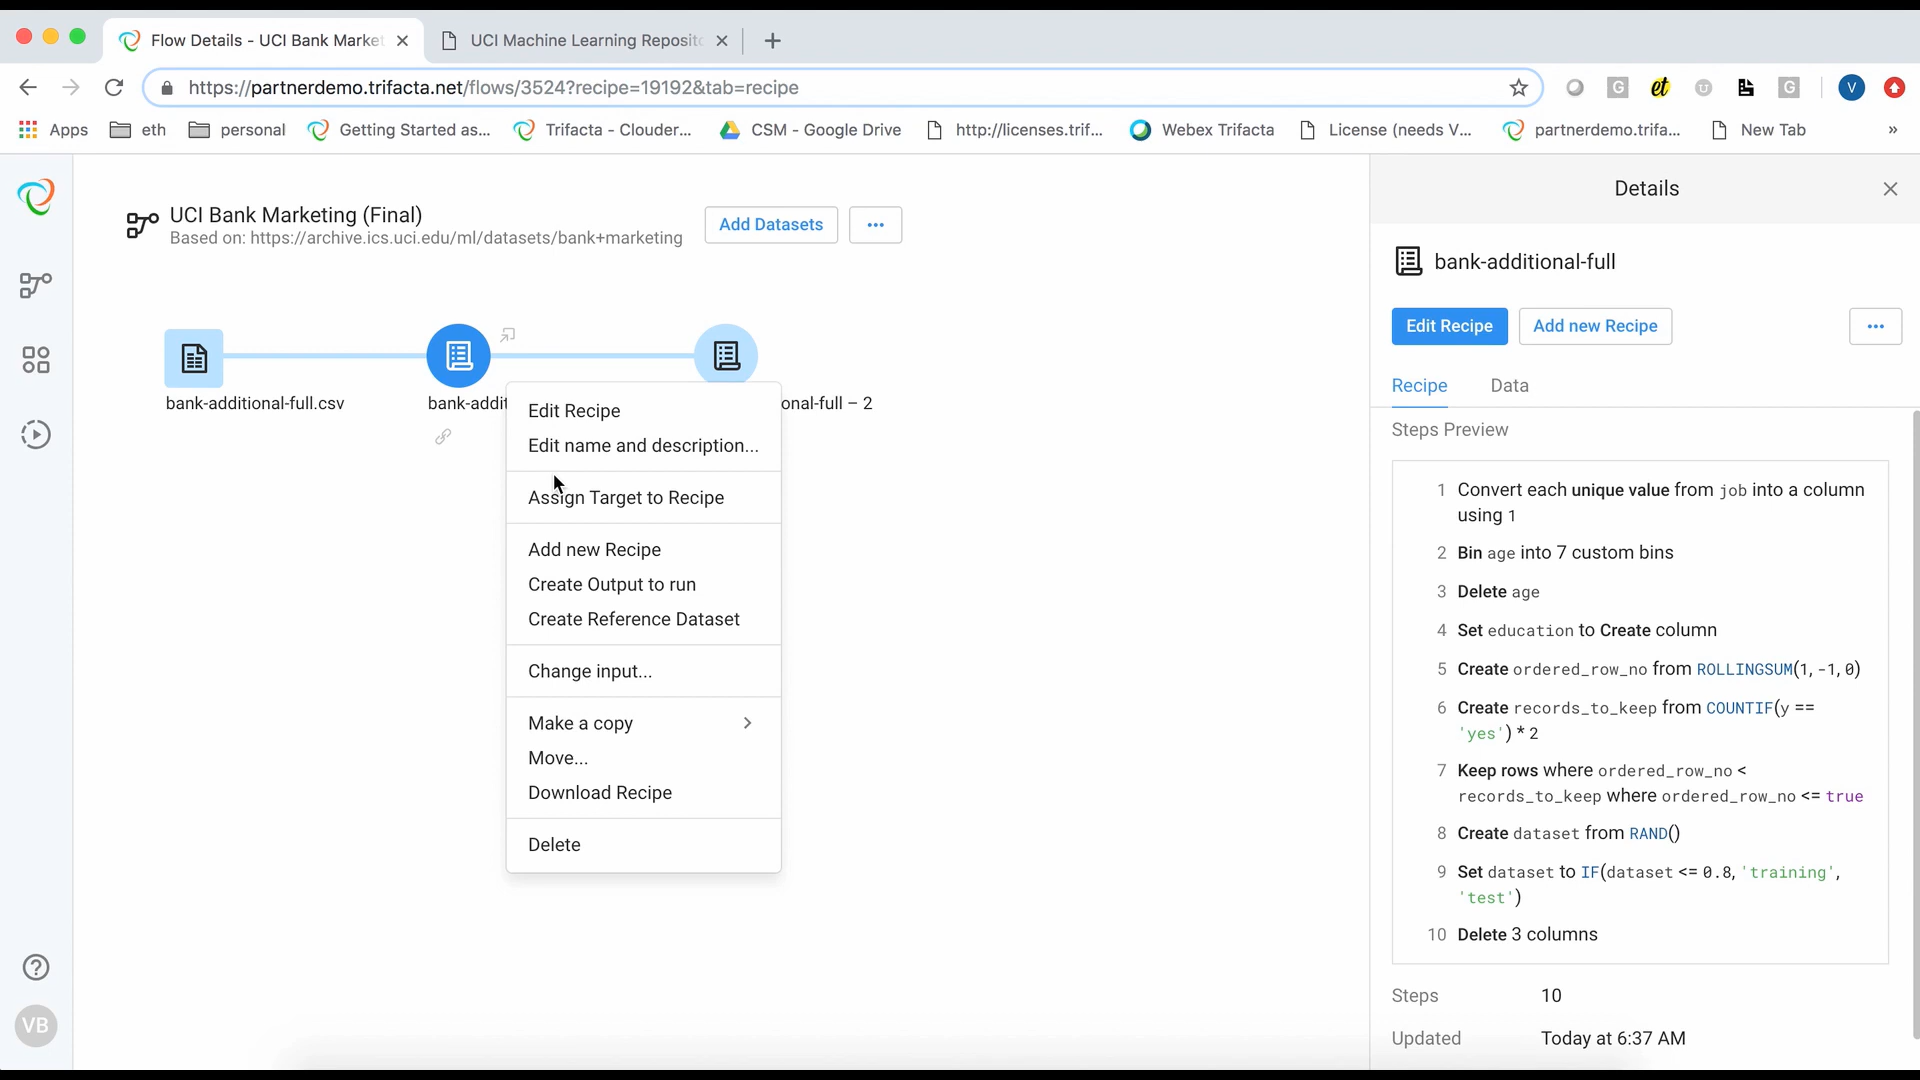 Flow Details - UCI Bank Market
UCI Machine Learning Reposito
https://partnerdemo.trifacta.net/flows/3524?recipe=19192&tab=recipe
G
et
G
V
Apps
eth
personal
Getting Started as...
Trifacta - Clouder...
CSM - Google Drive
http://licenses.trif...
Webex Trifacta
License (needs V...
partnerdemo.trifa...
New Tab
»
UCI Bank Marketing (Final)
Based on: https://archive.ics.uci.edu/ml/datasets/bank+marketing
Add Datasets
...
bank-additional-full.csv
bank-addit
onal-full – 2
Edit Recipe
Edit name and description...
Assign Target to Recipe
Add new Recipe
Create Output to run
Create Reference Dataset
Change input...
Make a copy
Move...
Download Recipe
Delete
VB
Details
bank-additional-full
Edit Recipe
Add new Recipe
...
Recipe
Data
Steps Preview
1 Convert each unique value from job into a column
using 1
2 Bin age into 7 custom bins
3 Delete age
4 Set education to Create column
5 Create ordered_row_no from ROLLINGSUM(1, -1, 0)
6 Create records_to_keep from COUNTIF(y ==
'yes') * 2
7 Keep rows where ordered_row_no <
records_to_keep where ordered_row_no <= true
8 Create dataset from RAND()
9 Set dataset to IF(dataset <= 0.8, 'training',
'test')
10 Delete 3 columns
Steps 10
Updated Today at 6:37 AM